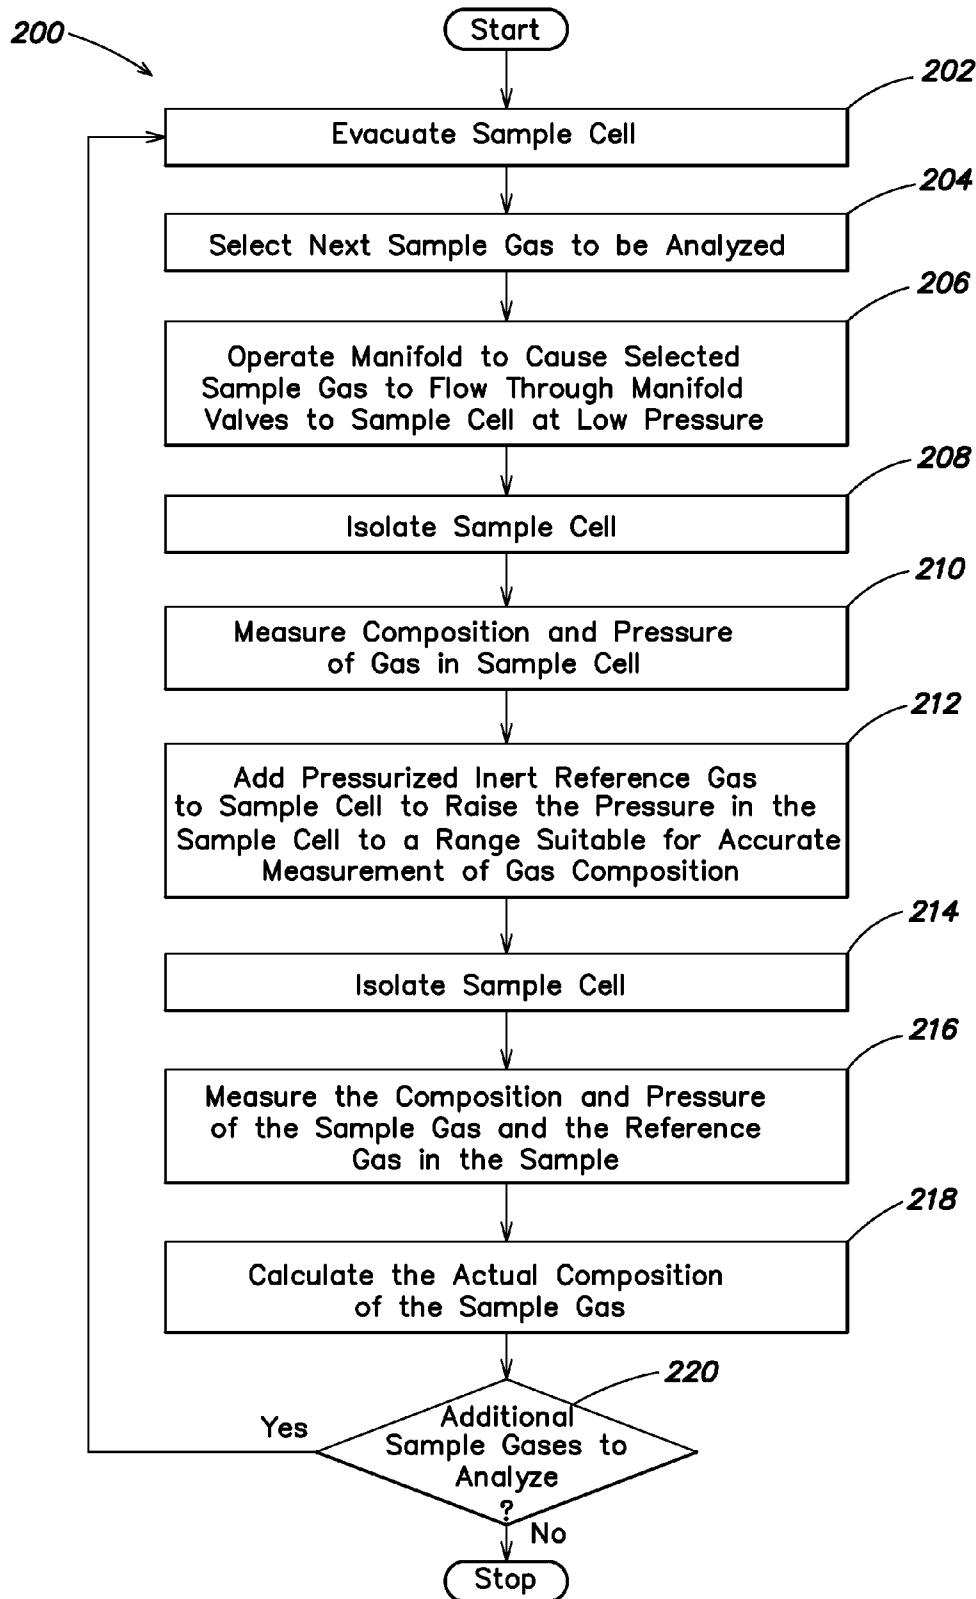 200
Start
202
Evacuate Sample Cell
204
Select Next Sample Gas to be Analyzed
206
Operate Manifold to Cause Selected
Sample Gas to Flow Through Manifold
Valves to Sample Cell at Low Pressure
208
Isolate Sample Cell
210
Measure Composition and Pressure
of Gas in Sample Cell
212
Add Pressurized Inert Reference Gas
to Sample Cell to Raise the Pressure in the
Sample Cell to a Range Suitable for Accurate
Measurement of Gas Composition
214
Isolate Sample Cell
216
Measure the Composition and Pressure
of the Sample Gas and the Reference
Gas in the Sample
218
Calculate the Actual Composition
of the Sample Gas
220
Additional
Sample Gases to
Analyze
?
Yes
No
Stop